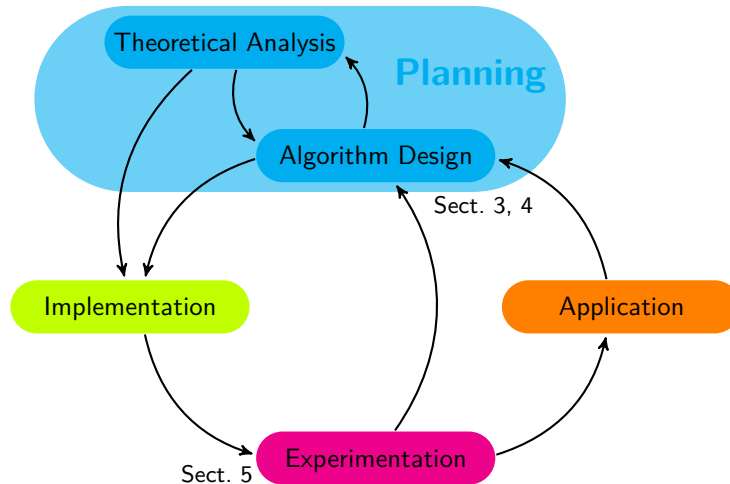 Theoretical Analysis
Planning
Algorithm Design
Sect. 3, 4
Implementation
Application
Experimentation
Sect. 5